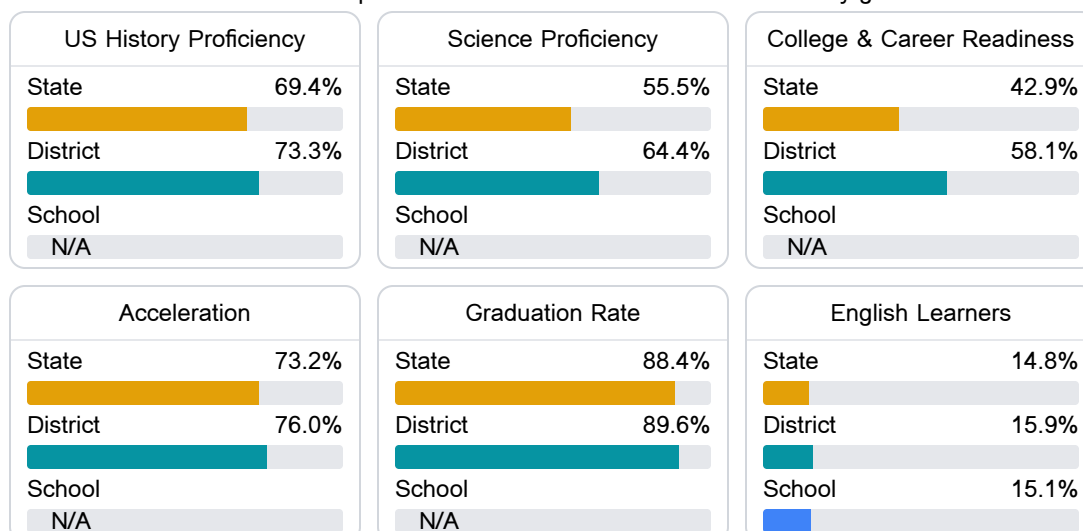 US History Proficiency
State 69.4%
District 73.3%
School
N/A
Science Proficiency
State 55.5%
District 64.4%
School
N/A
College & Career Readiness
State 42.9%
District 58.1%
School
N/A
Acceleration
State 73.2%
District 76.0%
School
N/A
Graduation Rate
State 88.4%
District 89.6%
School
N/A
English Learners
State 14.8%
District 15.9%
School 15.1%